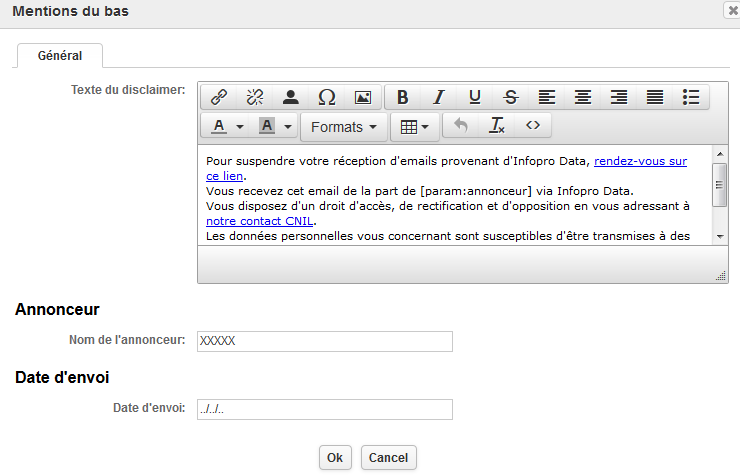 Mentions du bas
Général
Texte du disclaimer:
Formats
Pour suspendre votre réception d'emails provenant d'Infopro Data, rendez-vous sur
ce lien.
Vous recevez cet email de la part de [param:annonceur] via Infopro Data.
Vous disposez d'un droit d'accès, de rectification et d'opposition en vous adressant à
notre contact CNIL.
Les données personnelles vous concernant sont susceptibles d'être transmises à des
Annonceur
Nom de l'annonceur: XXXXX
Date d'envoi
Date d'envoi: ../../..
Ok Cancel